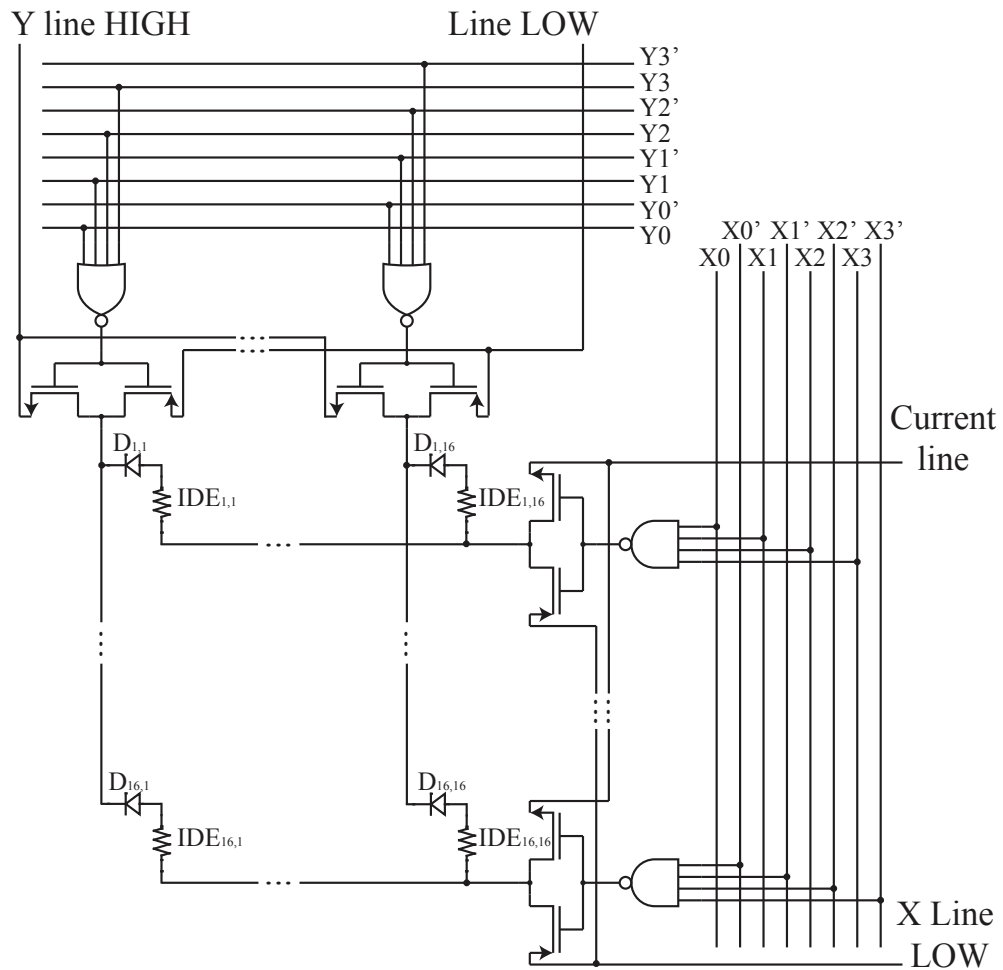 Y line HIGH
Line LOW
Y3’
Y3
Y2’
Y2
Y1’
Y1
Y0’
Y0
X0’ X1’ X2’ X3’
X0 X1 X2 X3
Current
line
D1,1
D1,16
IDE1,1
IDE1,16
D16,1
D16,16
IDE16,1
IDE16,16
X Line
LOW